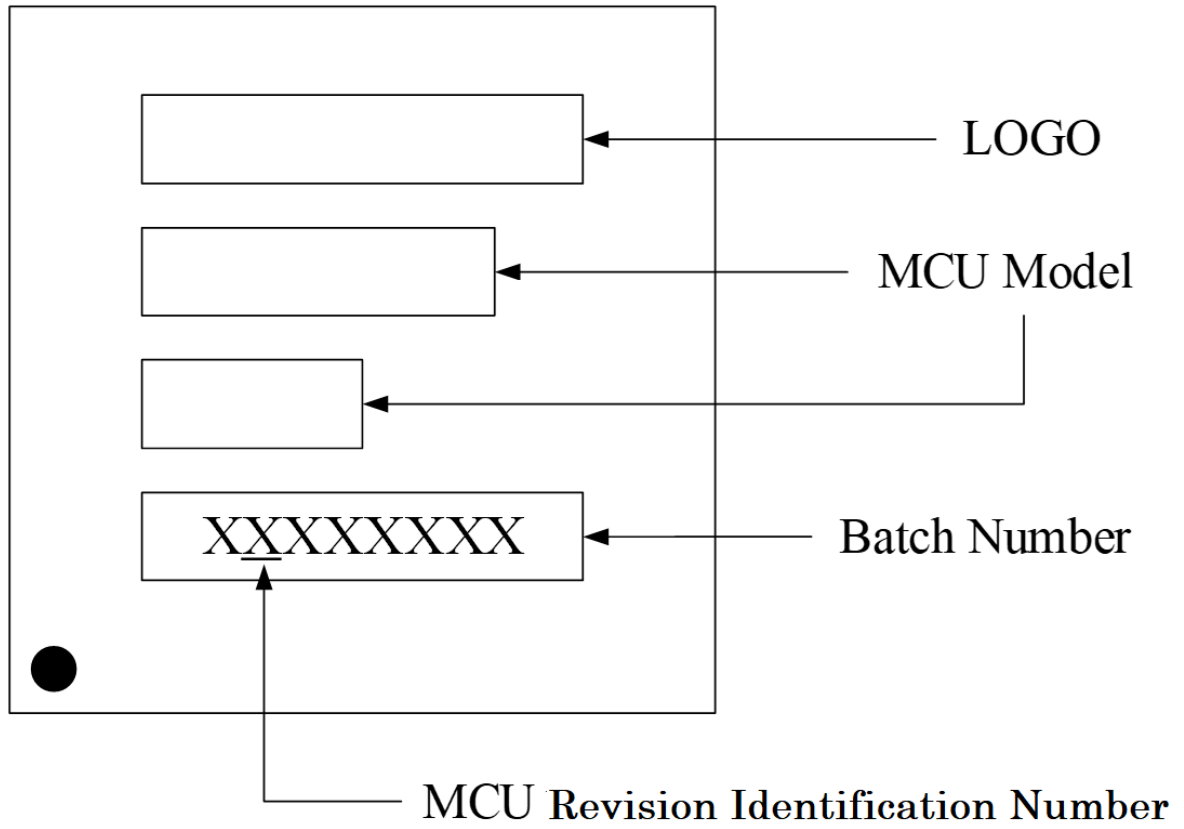 LOGO
MCU Model
XXXXXXXX
Batch Number
MCU Revision Identification Number